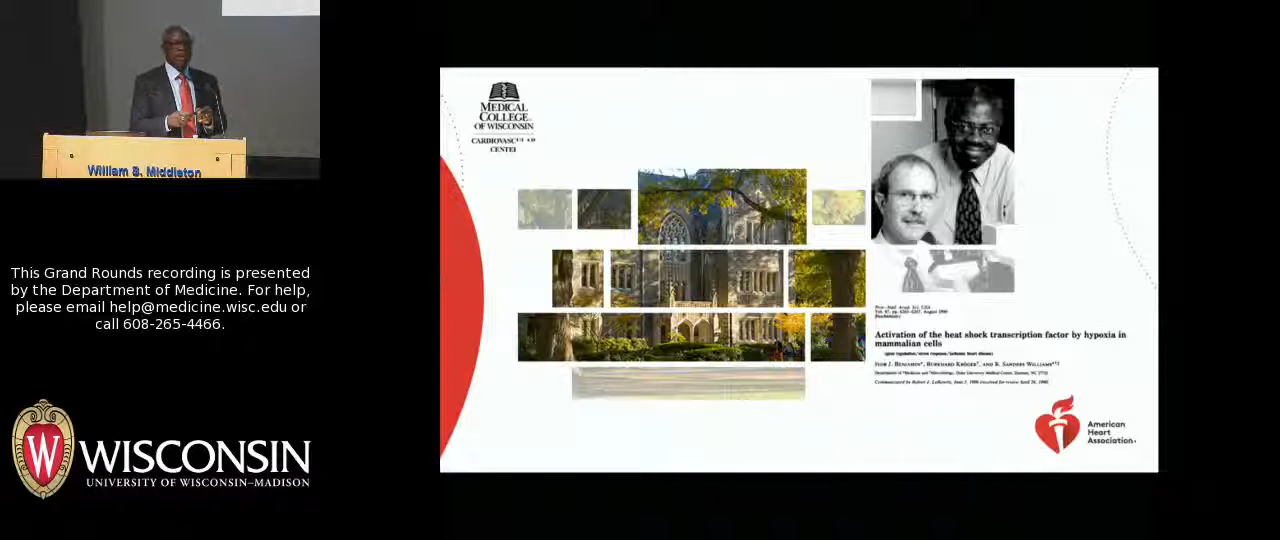 William S. Middleton
This Grand Rounds recording is presented
by the Department of Medicine. For help,
please email help@medicine.wisc.edu or
call 608-265-4466.
W
WISCONSIN
UNIVERSITY OF WISCONSIN–MADISON
MEDICAL
COLLEGE
OF WISCONSIN
CARDIOVASCULAR
CENTER
Activation of the heat shock transcription factor by hypoxia in
mammalian cells
IVOR J. BENJAMIN*, BURKHARD KRÖGER*, AND R. SANDERS WILLIAMS*
American
Heart
Association.